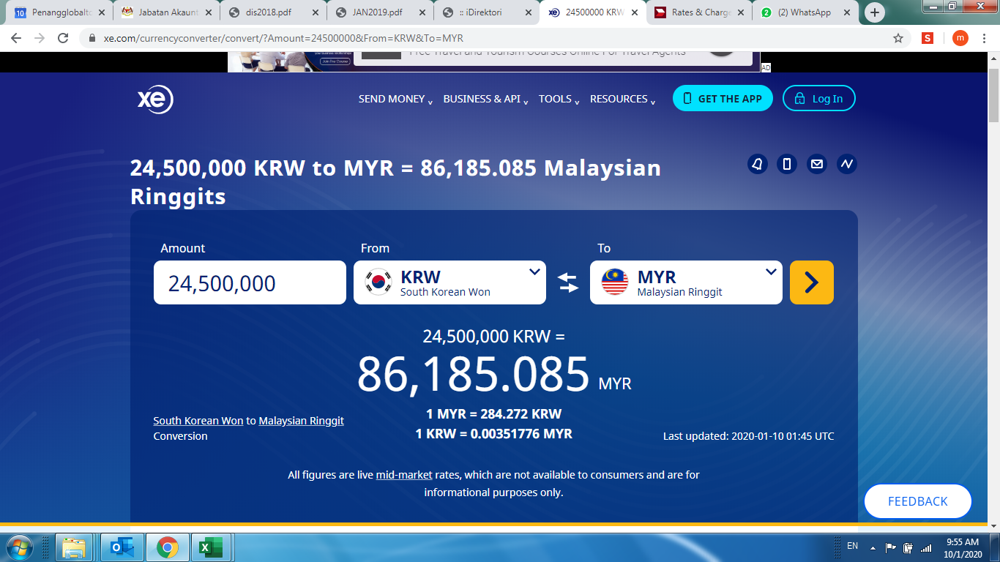 Penangglobalto
Jabatan Akaunt
dis2018.pdf
JAN2019.pdf
:: iDirektori
24500000 KRW
Rates & Charge
(2) WhatsApp
xe.com/currencyconverter/convert/?Amount=24500000&From=KRW&To=MYR
m
Join Fre Course
Free Travel and Tourism Courses Online For Travel Agents
AD
xe
SEND MONEY
BUSINESS & API
TOOLS
RESOURCES
GET THE APP
Log In
24,500,000 KRW to MYR = 86,185.085 Malaysian
Ringgits
Amount
From
To
24,500,000
KRW
South Korean Won
MYR
Malaysian Ringgit
24,500,000 KRW =
86,185.085 MYR
1 MYR = 284.272 KRW
1 KRW = 0.00351776 MYR
South Korean Won to Malaysian Ringgit
Conversion
Last updated: 2020-01-10 01:45 UTC
All figures are live mid-market rates, which are not available to consumers and are for
informational purposes only.
FEEDBACK
EN
9:55 AM
10/1/2020